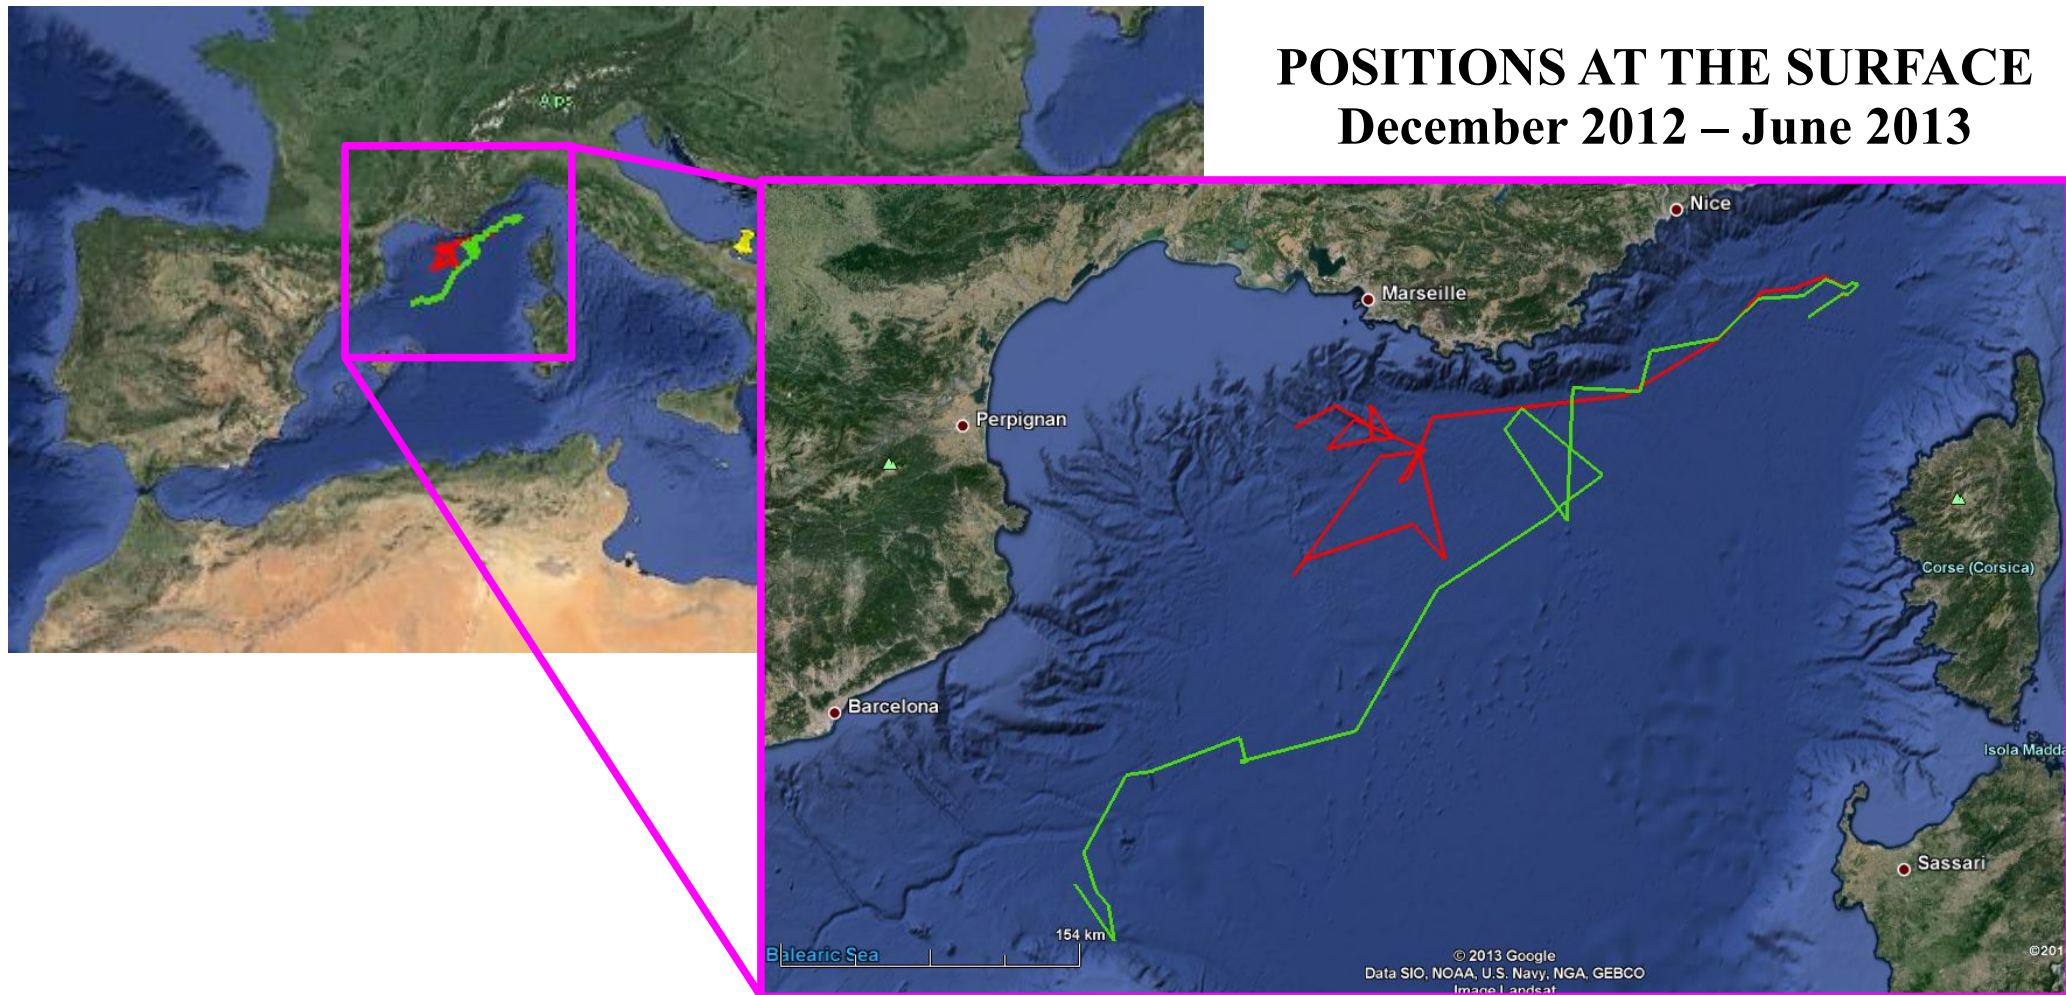 POSITIONS AT THE SURFACE
December 2012 – June 2013
Alps
Nice
Marseille
Perpignan
Corse (Corsica)
Barcelona
Isola Madda
Sassari
154 km
Balearic Sea
© 2013 Google
©201
Data SIO, NOAA, U.S. Navy, NGA, GEBCO
Image Landsat